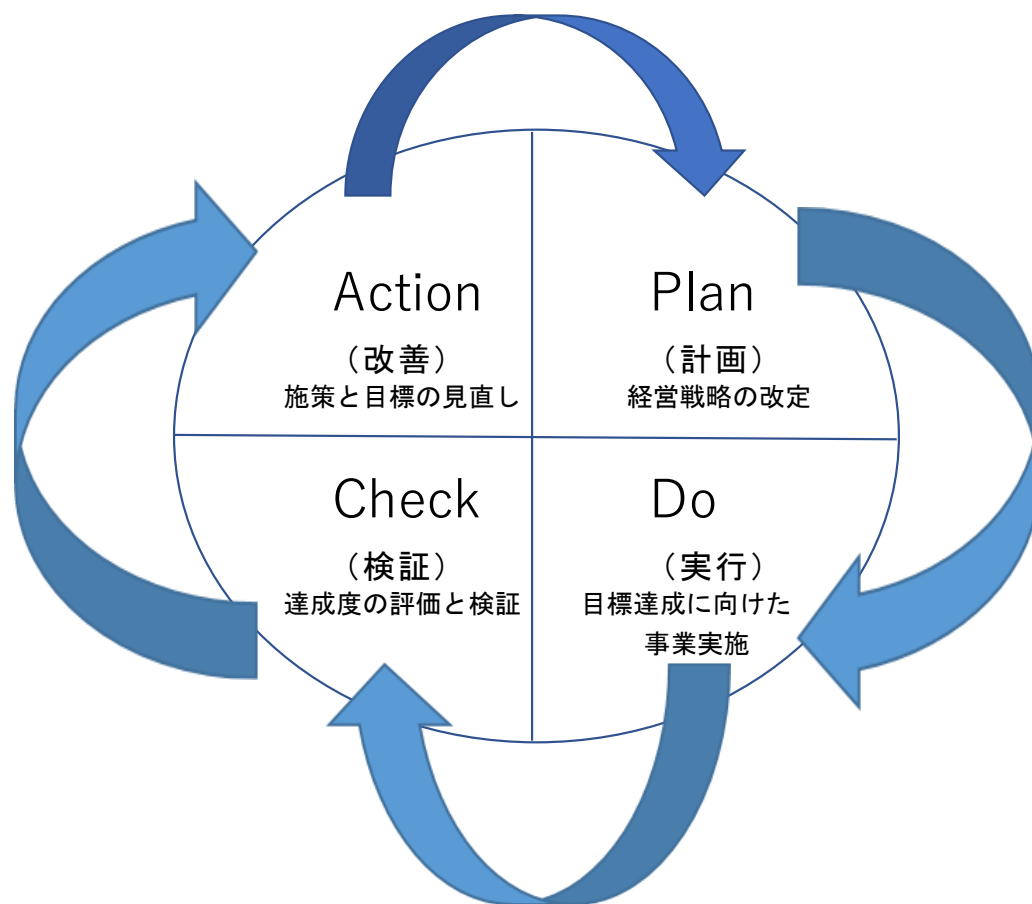 Action
（改善）
施策と目標の見直し
Plan
（計画）
経営戦略の改定
Check
（検証）
達成度の評価と検証
Do
（実行）
目標達成に向けた
事業実施